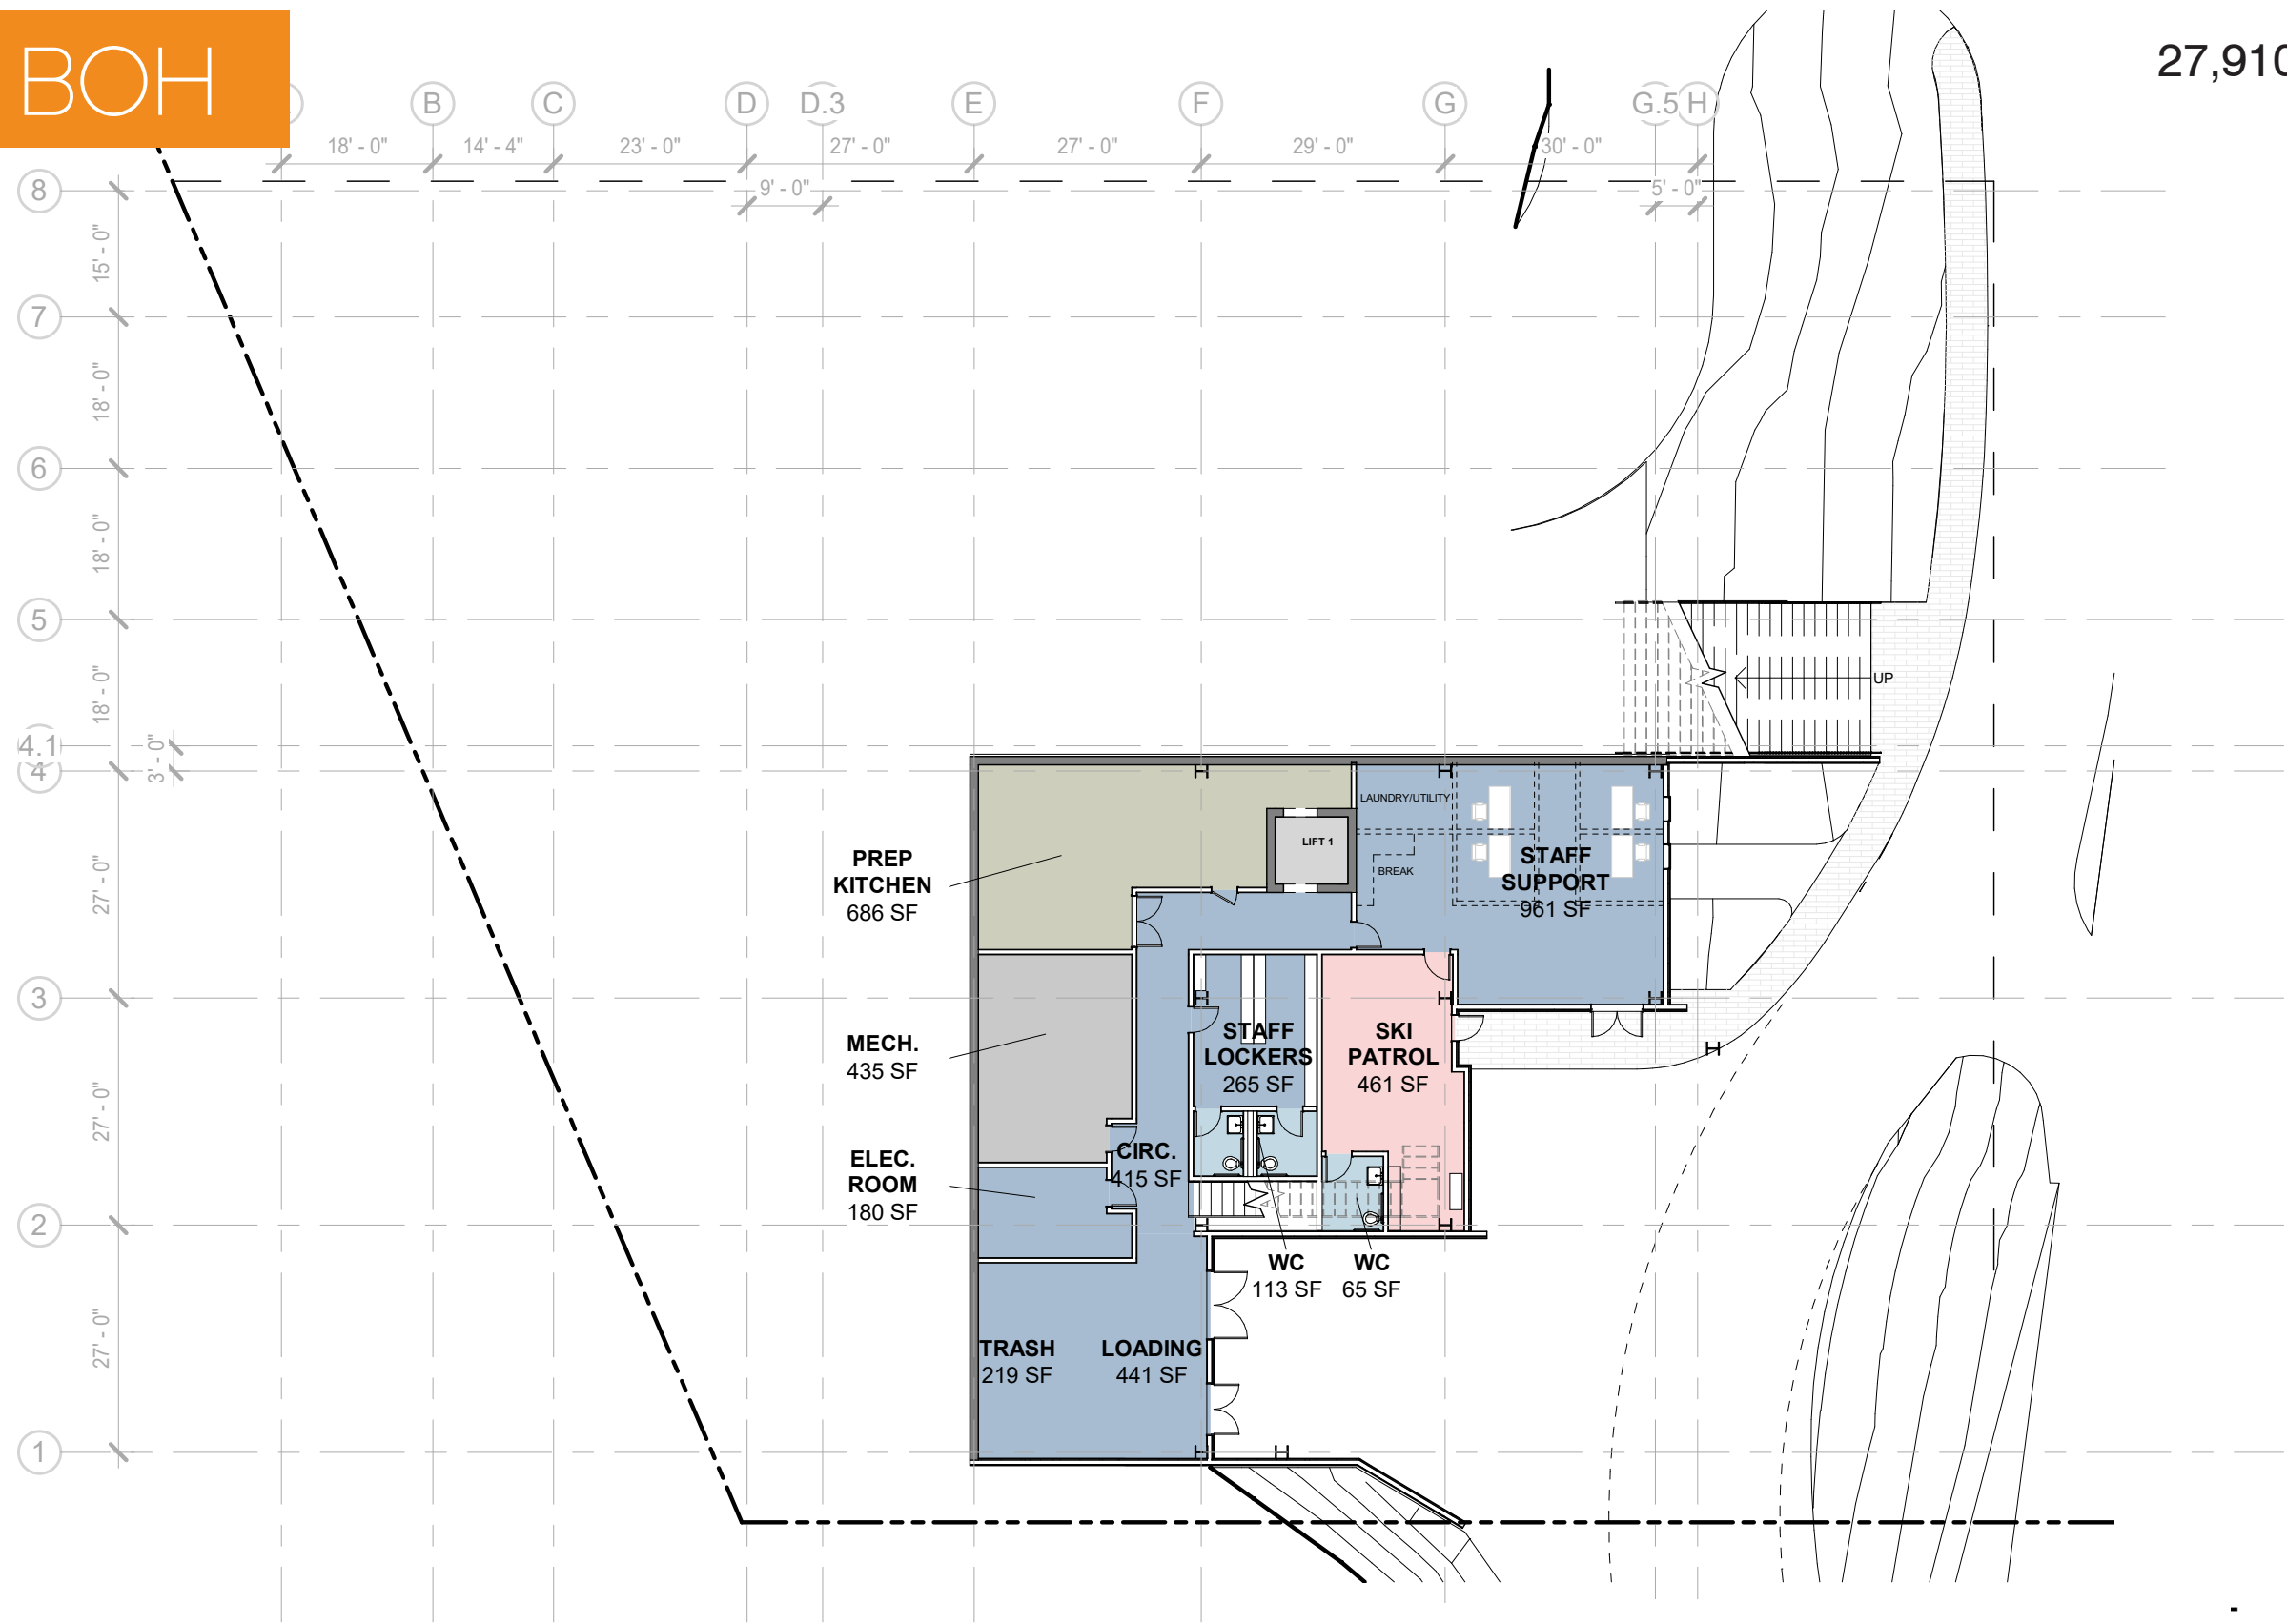 BOH
27,910
B C D D.3 E F G G.5 H
18' - 0" 14' - 4" 23' - 0" 27' - 0" 27' - 0" 29' - 0" 30' - 0"
9' - 0" 5' - 0"
8
15' - 0"
7
18' - 0"
6
18' - 0"
5
18' - 0"
UP
4.1
3' - 0"
4
LAUNDRY/UTILITY
LIFT 1
BREAK
PREP
KITCHEN
686 SF
STAFF
SUPPORT
961 SF
27' - 0"
3
MECH.
435 SF
STAFF
LOCKERS
265 SF
SKI
PATROL
461 SF
27' - 0"
CIRC.
415 SF
ELEC.
ROOM
180 SF
2
WC
113 SF
WC
65 SF
27' - 0"
TRASH
219 SF
LOADING
441 SF
1
-